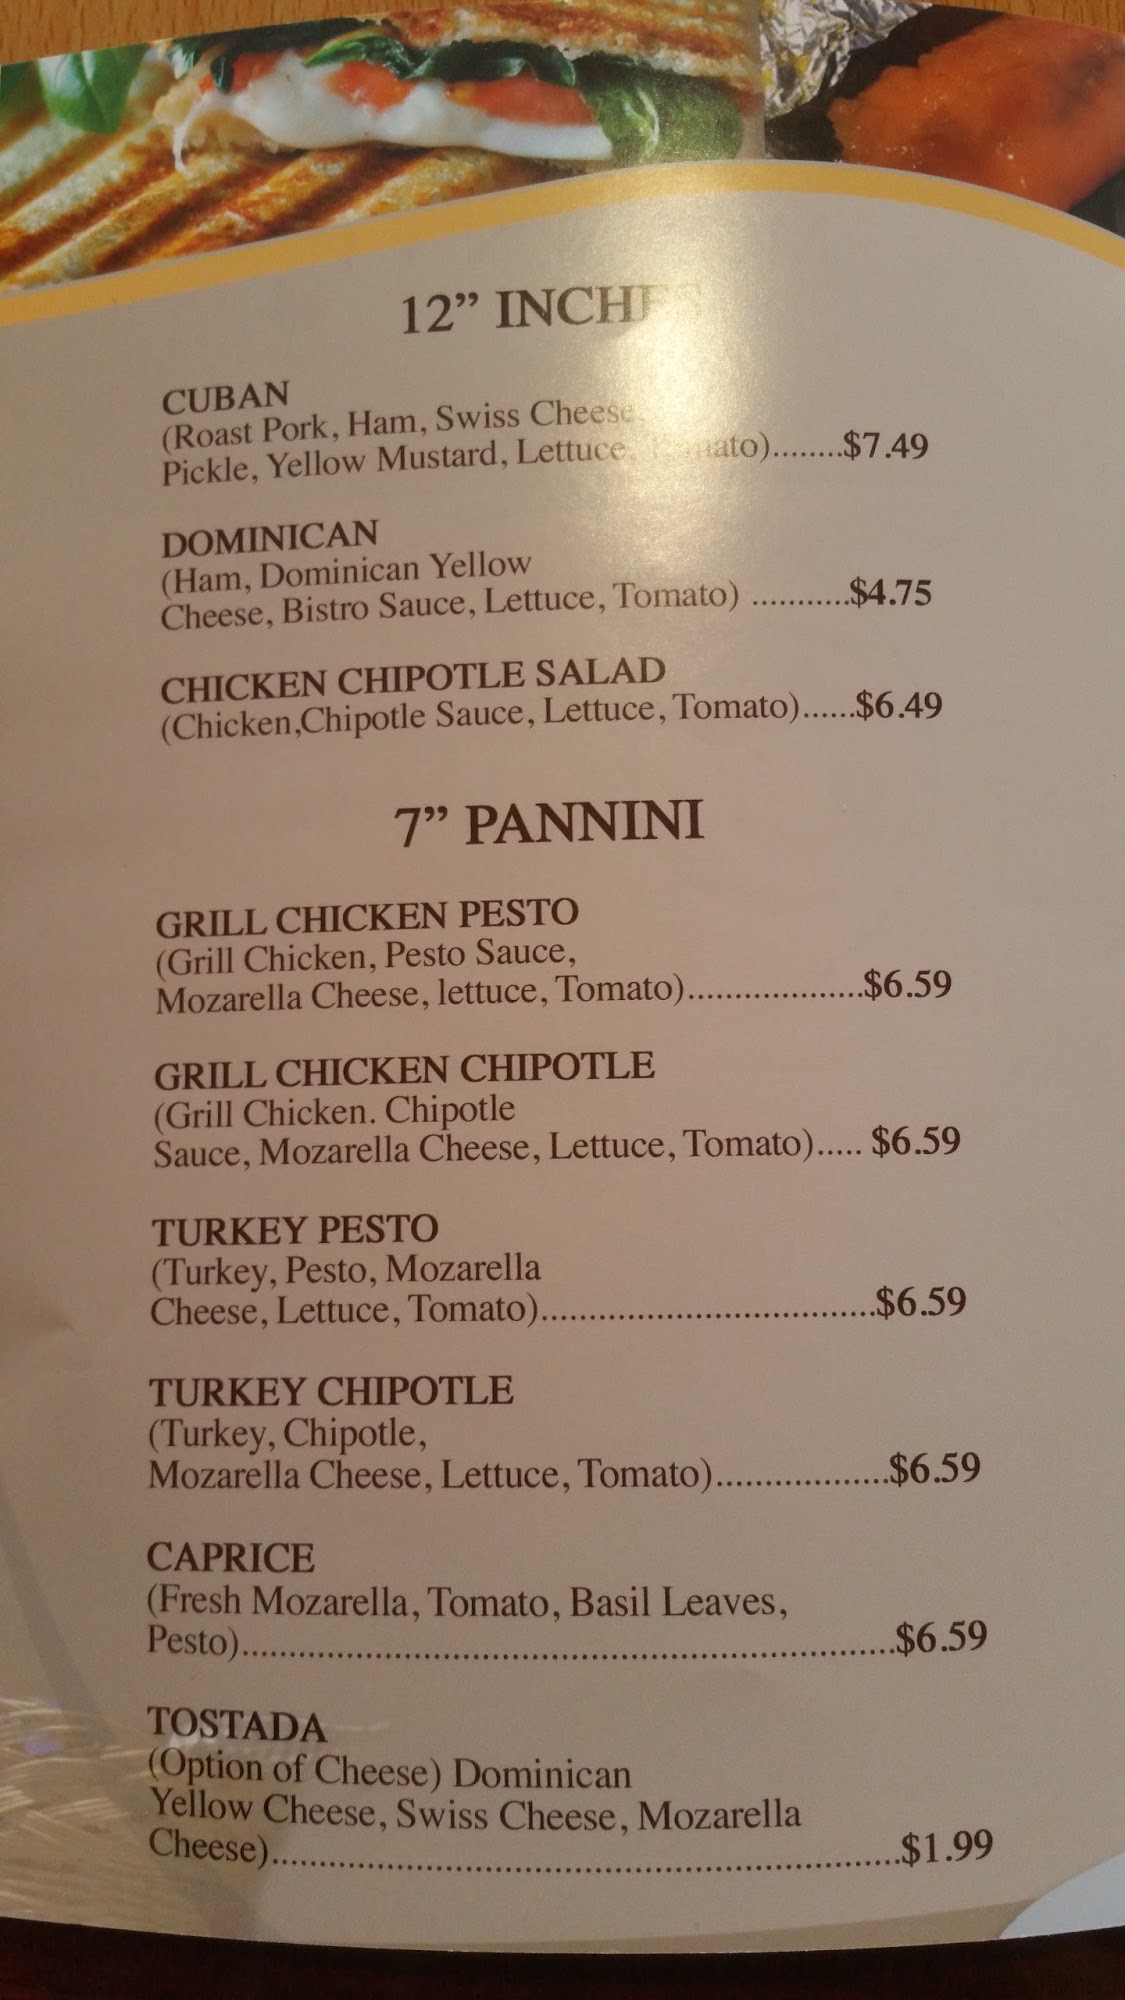 12” INCHES
CUBAN
(Roast Pork, Ham, Swiss Cheese,
Pickle, Yellow Mustard, Lettuce, Tomato)........$7.49
DOMINICAN
(Ham, Dominican Yellow
Cheese, Bistro Sauce, Lettuce, Tomato) ...........$4.75
CHICKEN CHIPOTLE SALAD
(Chicken,Chipotle Sauce, Lettuce, Tomato)......$6.49
7” PANNINI
GRILL CHICKEN PESTO
(Grill Chicken, Pesto Sauce,
Mozarella Cheese, lettuce, Tomato)...................$6.59
GRILL CHICKEN CHIPOTLE
(Grill Chicken. Chipotle
Sauce, Mozarella Cheese, Lettuce, Tomato)..... $6.59
TURKEY PESTO
(Turkey, Pesto, Mozarella
Cheese, Lettuce, Tomato)...................................$6.59
TURKEY CHIPOTLE
(Turkey, Chipotle,
Mozarella Cheese, Lettuce, Tomato)..................$6.59
CAPRICE
(Fresh Mozarella, Tomato, Basil Leaves,
Pesto)....................................................................$6.59
TOSTADA
(Option of Cheese) Dominican
Yellow Cheese, Swiss Cheese, Mozarella
Cheese)..................................................................$1.99